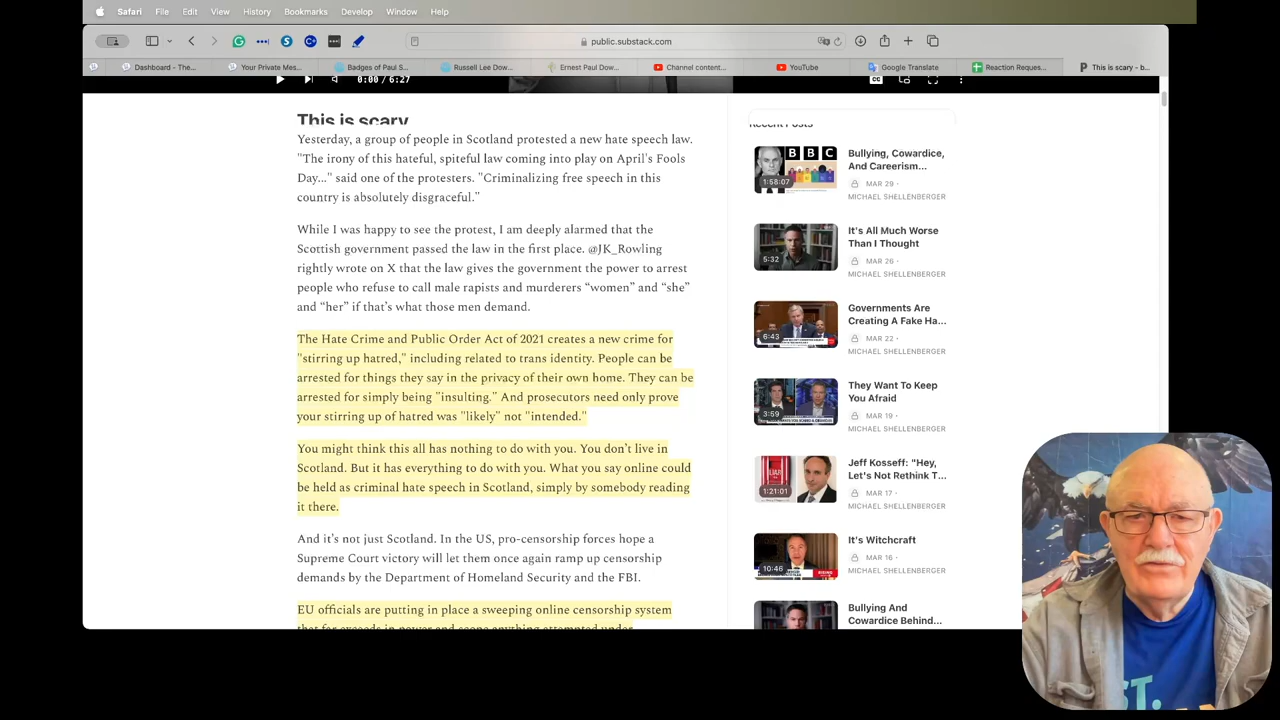 Safari File Edit View History Bookmarks Develop Window Help
public.substack.com
Dashboard - The...
Your Private Mes...
Badges of Paul S...
Russell Lee Dow...
Ernest Paul Dow...
Channel content...
YouTube
Google Translate
Reaction Reques...
This is scary - b...
0:00 / 6:27
This is scary
Yesterday, a group of people in Scotland protested a new hate speech law.
"The irony of this hateful, spiteful law coming into play on April's Fools
Day..." said one of the protesters. "Criminalizing free speech in this
country is absolutely disgraceful."
While I was happy to see the protest, I am deeply alarmed that the
Scottish government passed the law in the first place. @JK_Rowling
rightly wrote on X that the law gives the government the power to arrest
people who refuse to call male rapists and murderers “women” and “she”
and “her” if that’s what those men demand.
The Hate Crime and Public Order Act of 2021 creates a new crime for
"stirring up hatred," including related to trans identity. People can be
arrested for things they say in the privacy of their own home. They can be
arrested for simply being "insulting." And prosecutors need only prove
your stirring up of hatred was "likely" not "intended."
You might think this all has nothing to do with you. You don’t live in
Scotland. But it has everything to do with you. What you say online could
be held as criminal hate speech in Scotland, simply by somebody reading
it there.
And it’s not just Scotland. In the US, pro-censorship forces hope a
Supreme Court victory will let them once again ramp up censorship
demands by the Department of Homeland Security and the FBI.
EU officials are putting in place a sweeping online censorship system
that far exceeds in power and scope anything attempted under
Recent Posts
BBC
1:58:07
Bullying, Cowardice,
And Careerism...
MAR 29 •
MICHAEL SHELLENBERGER
5:32
It's All Much Worse
Than I Thought
MAR 26 •
MICHAEL SHELLENBERGER
6:43
Governments Are
Creating A Fake Ha...
MAR 22 •
MICHAEL SHELLENBERGER
3:59
They Want To Keep
You Afraid
MAR 19 •
MICHAEL SHELLENBERGER
1:21:01
Jeff Kosseff: "Hey,
Let's Not Rethink T...
MAR 17 •
MICHAEL SHELLENBERGER
10:46
It's Witchcraft
MAR 16 •
MICHAEL SHELLENBERGER
Bullying And
Cowardice Behind...
ST.